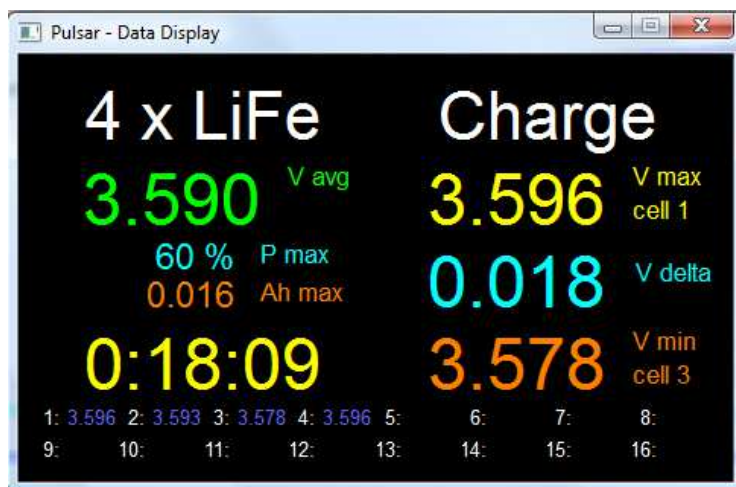 Pulsar - Data Display
4 x LiFe Charge
3.590 V avg 3.596 V max
cell 1
60 % P max
0.016 Ah max
0.018 V delta
0:18:09 3.578 V min
cell 3
1: 3.596 2: 3.593 3: 3.578 4: 3.596 5: 6: 7: 8:
9: 10: 11: 12: 13: 14: 15: 16: